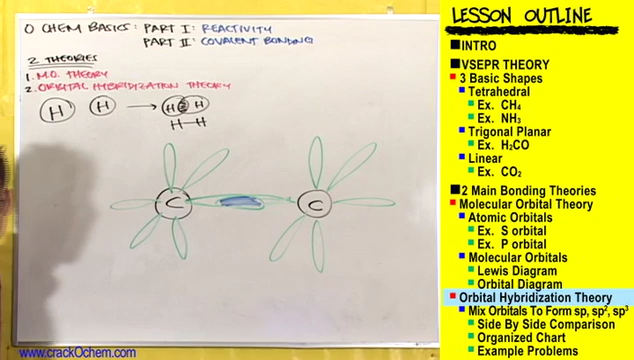 O CHEM BASICS: PART I: REACTIVITY
PART II: COVALENT BONDING
2 THEORIES
1. M.O. THEORY
2. ORBITAL HYBRIDIZATION THEORY
H H → H H
H-H
C C
www.crackOchem.com
LESSON OUTLINE
INTRO
VSEPR THEORY
3 Basic Shapes
Tetrahedral
Ex. CH₄
Ex. NH₃
Trigonal Planar
Ex. H₂CO
Linear
Ex. CO₂
2 Main Bonding Theories
Molecular Orbital Theory
Atomic Orbitals
Ex. S orbital
Ex. P orbital
Molecular Orbitals
Lewis Diagram
Orbital Diagram
Orbital Hybridization Theory
Mix Orbitals To Form sp, sp², sp³
Side By Side Comparison
Organized Chart
Example Problems